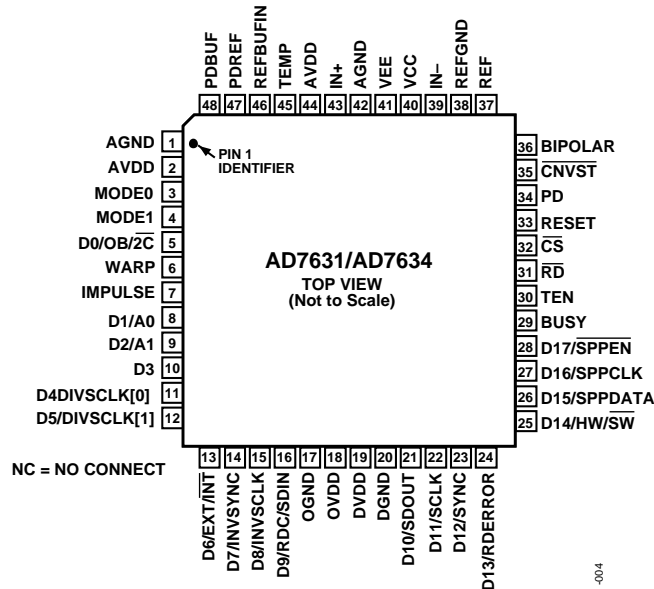 PDBUF
PDREF
REFBUFIN
TEMP
AVDD
IN+
AGND
VEE
VCC
IN–
REFGND
REF
48 47 46 45 44 43 42 41 40 39 38 37
AGND 1
AVDD 2
MODE0 3
MODE1 4
D0/OB/2C̅ 5
WARP 6
IMPULSE 7
D1/A0 8
D2/A1 9
D3 10
D4DIVSCLK[0] 11
D5/DIVSCLK[1] 12
PIN 1
IDENTIFIER
AD7631/AD7634
TOP VIEW
(Not to Scale)
36 BIPOLAR
35 C̅N̅V̅S̅T̅
34 PD
33 RESET
32 C̅S̅
31 R̅D̅
30 TEN
29 BUSY
28 D17/S̅P̅P̅E̅N̅
27 D16/SPPCLK
26 D15/SPPDATA
25 D14/HW/S̅W̅
NC = NO CONNECT
13 14 15 16 17 18 19 20 21 22 23 24
D6/EXT/I̅N̅T̅
D7/INVSYNC
D8/INVSCLK
D9/RDC/SDIN
OGND
OVDD
DVDD
DGND
D10/SDOUT
D11/SCLK
D12/SYNC
D13/RDERROR
-004